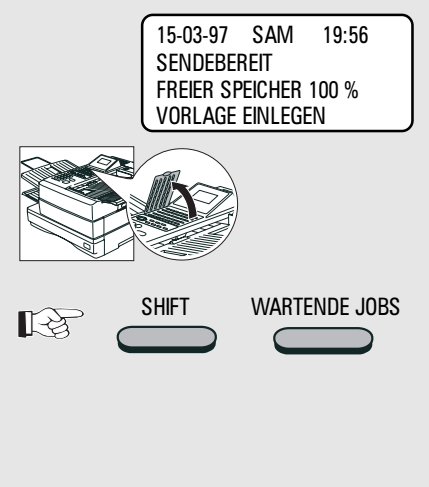 15-03-97 SAM 19:56
SENDEBEREIT
FREIER SPEICHER 100 %
VORLAGE EINLEGEN
SHIFT WARTENDE JOBS